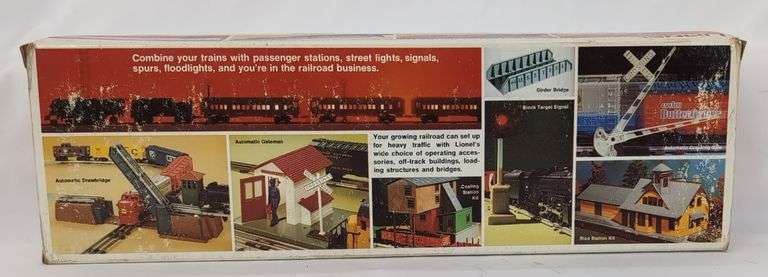 Combine your trains with passenger stations, street lights, signals,
spurs, floodlights, and you're in the railroad business.
Girder Bridge
Block Target Signal
Automatic Crossing Gate
Automatic Drawbridge
Automatic Gateman
Your growing railroad can set up
for heavy traffic with Lionel's
wide choice of operating acces-
sories, off-track buildings, load-
ing structures and bridges.
Coaling
Station
Kit
Rico Station Kit